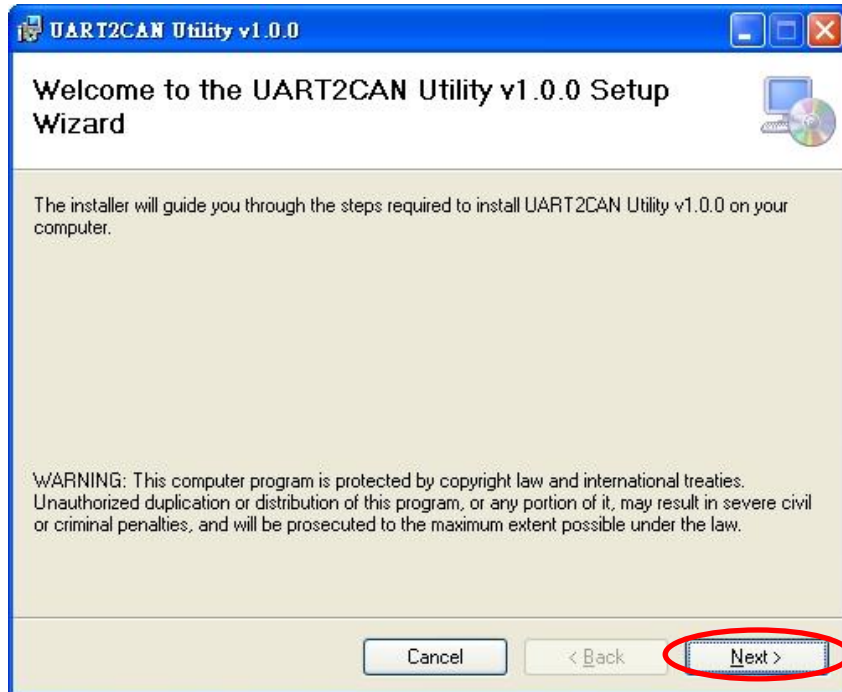 UART2CAN Utility v1.0.0
Welcome to the UART2CAN Utility v1.0.0 Setup
Wizard
The installer will guide you through the steps required to install UART2CAN Utility v1.0.0 on your
computer.
WARNING: This computer program is protected by copyright law and international treaties.
Unauthorized duplication or distribution of this program, or any portion of it, may result in severe civil
or criminal penalties, and will be prosecuted to the maximum extent possible under the law.
Cancel < Back Next >